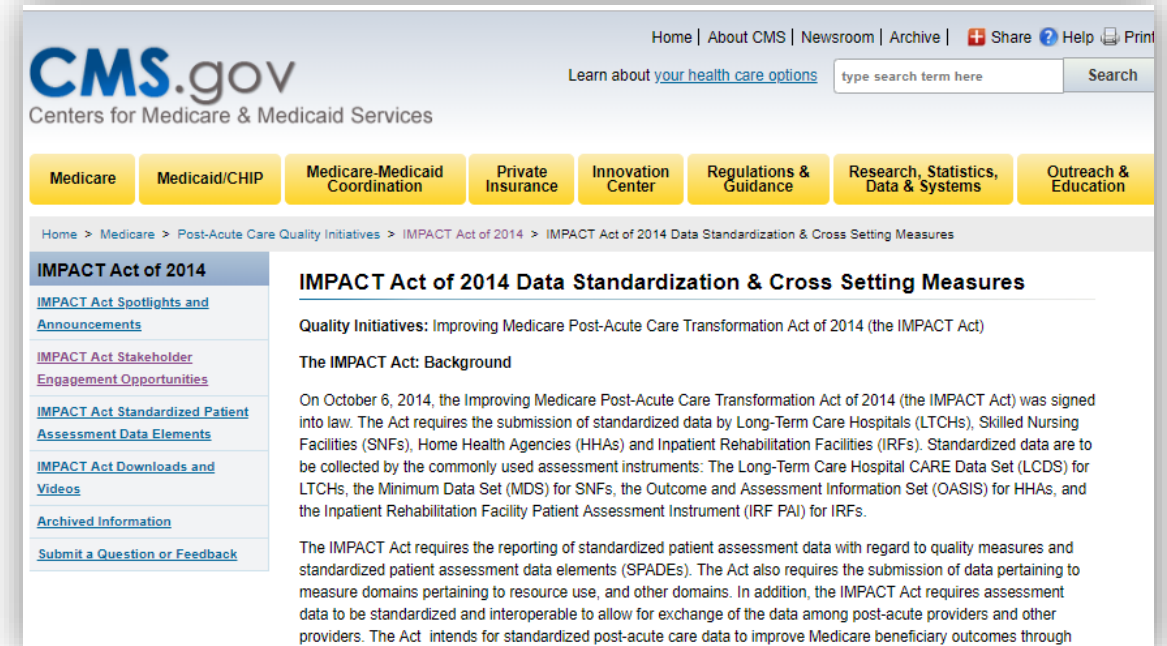 Home | About CMS | Newsroom | Archive | Share Help Print
CMS.gov
Learn about your health care options type search term here Search
Centers for Medicare & Medicaid Services
Medicare Medicaid/CHIP Medicare-Medicaid Coordination Private Insurance Innovation Center Regulations & Guidance Research, Statistics, Data & Systems Outreach & Education
Home > Medicare > Post-Acute Care Quality Initiatives > IMPACT Act of 2014 > IMPACT Act of 2014 Data Standardization & Cross Setting Measures
IMPACT Act of 2014
IMPACT Act Spotlights and
Announcements
IMPACT Act Stakeholder
Engagement Opportunities
IMPACT Act Standardized Patient
Assessment Data Elements
IMPACT Act Downloads and
Videos
Archived Information
Submit a Question or Feedback
IMPACT Act of 2014 Data Standardization & Cross Setting Measures
Quality Initiatives: Improving Medicare Post-Acute Care Transformation Act of 2014 (the IMPACT Act)
The IMPACT Act: Background
On October 6, 2014, the Improving Medicare Post-Acute Care Transformation Act of 2014 (the IMPACT Act) was signed
into law. The Act requires the submission of standardized data by Long-Term Care Hospitals (LTCHs), Skilled Nursing
Facilities (SNFs), Home Health Agencies (HHAs) and Inpatient Rehabilitation Facilities (IRFs). Standardized data are to
be collected by the commonly used assessment instruments: The Long-Term Care Hospital CARE Data Set (LCDS) for
LTCHs, the Minimum Data Set (MDS) for SNFs, the Outcome and Assessment Information Set (OASIS) for HHAs, and
the Inpatient Rehabilitation Facility Patient Assessment Instrument (IRF PAI) for IRFs.
The IMPACT Act requires the reporting of standardized patient assessment data with regard to quality measures and
standardized patient assessment data elements (SPADEs). The Act also requires the submission of data pertaining to
measure domains pertaining to resource use, and other domains. In addition, the IMPACT Act requires assessment
data to be standardized and interoperable to allow for exchange of the data among post-acute providers and other
providers. The Act intends for standardized post-acute care data to improve Medicare beneficiary outcomes through